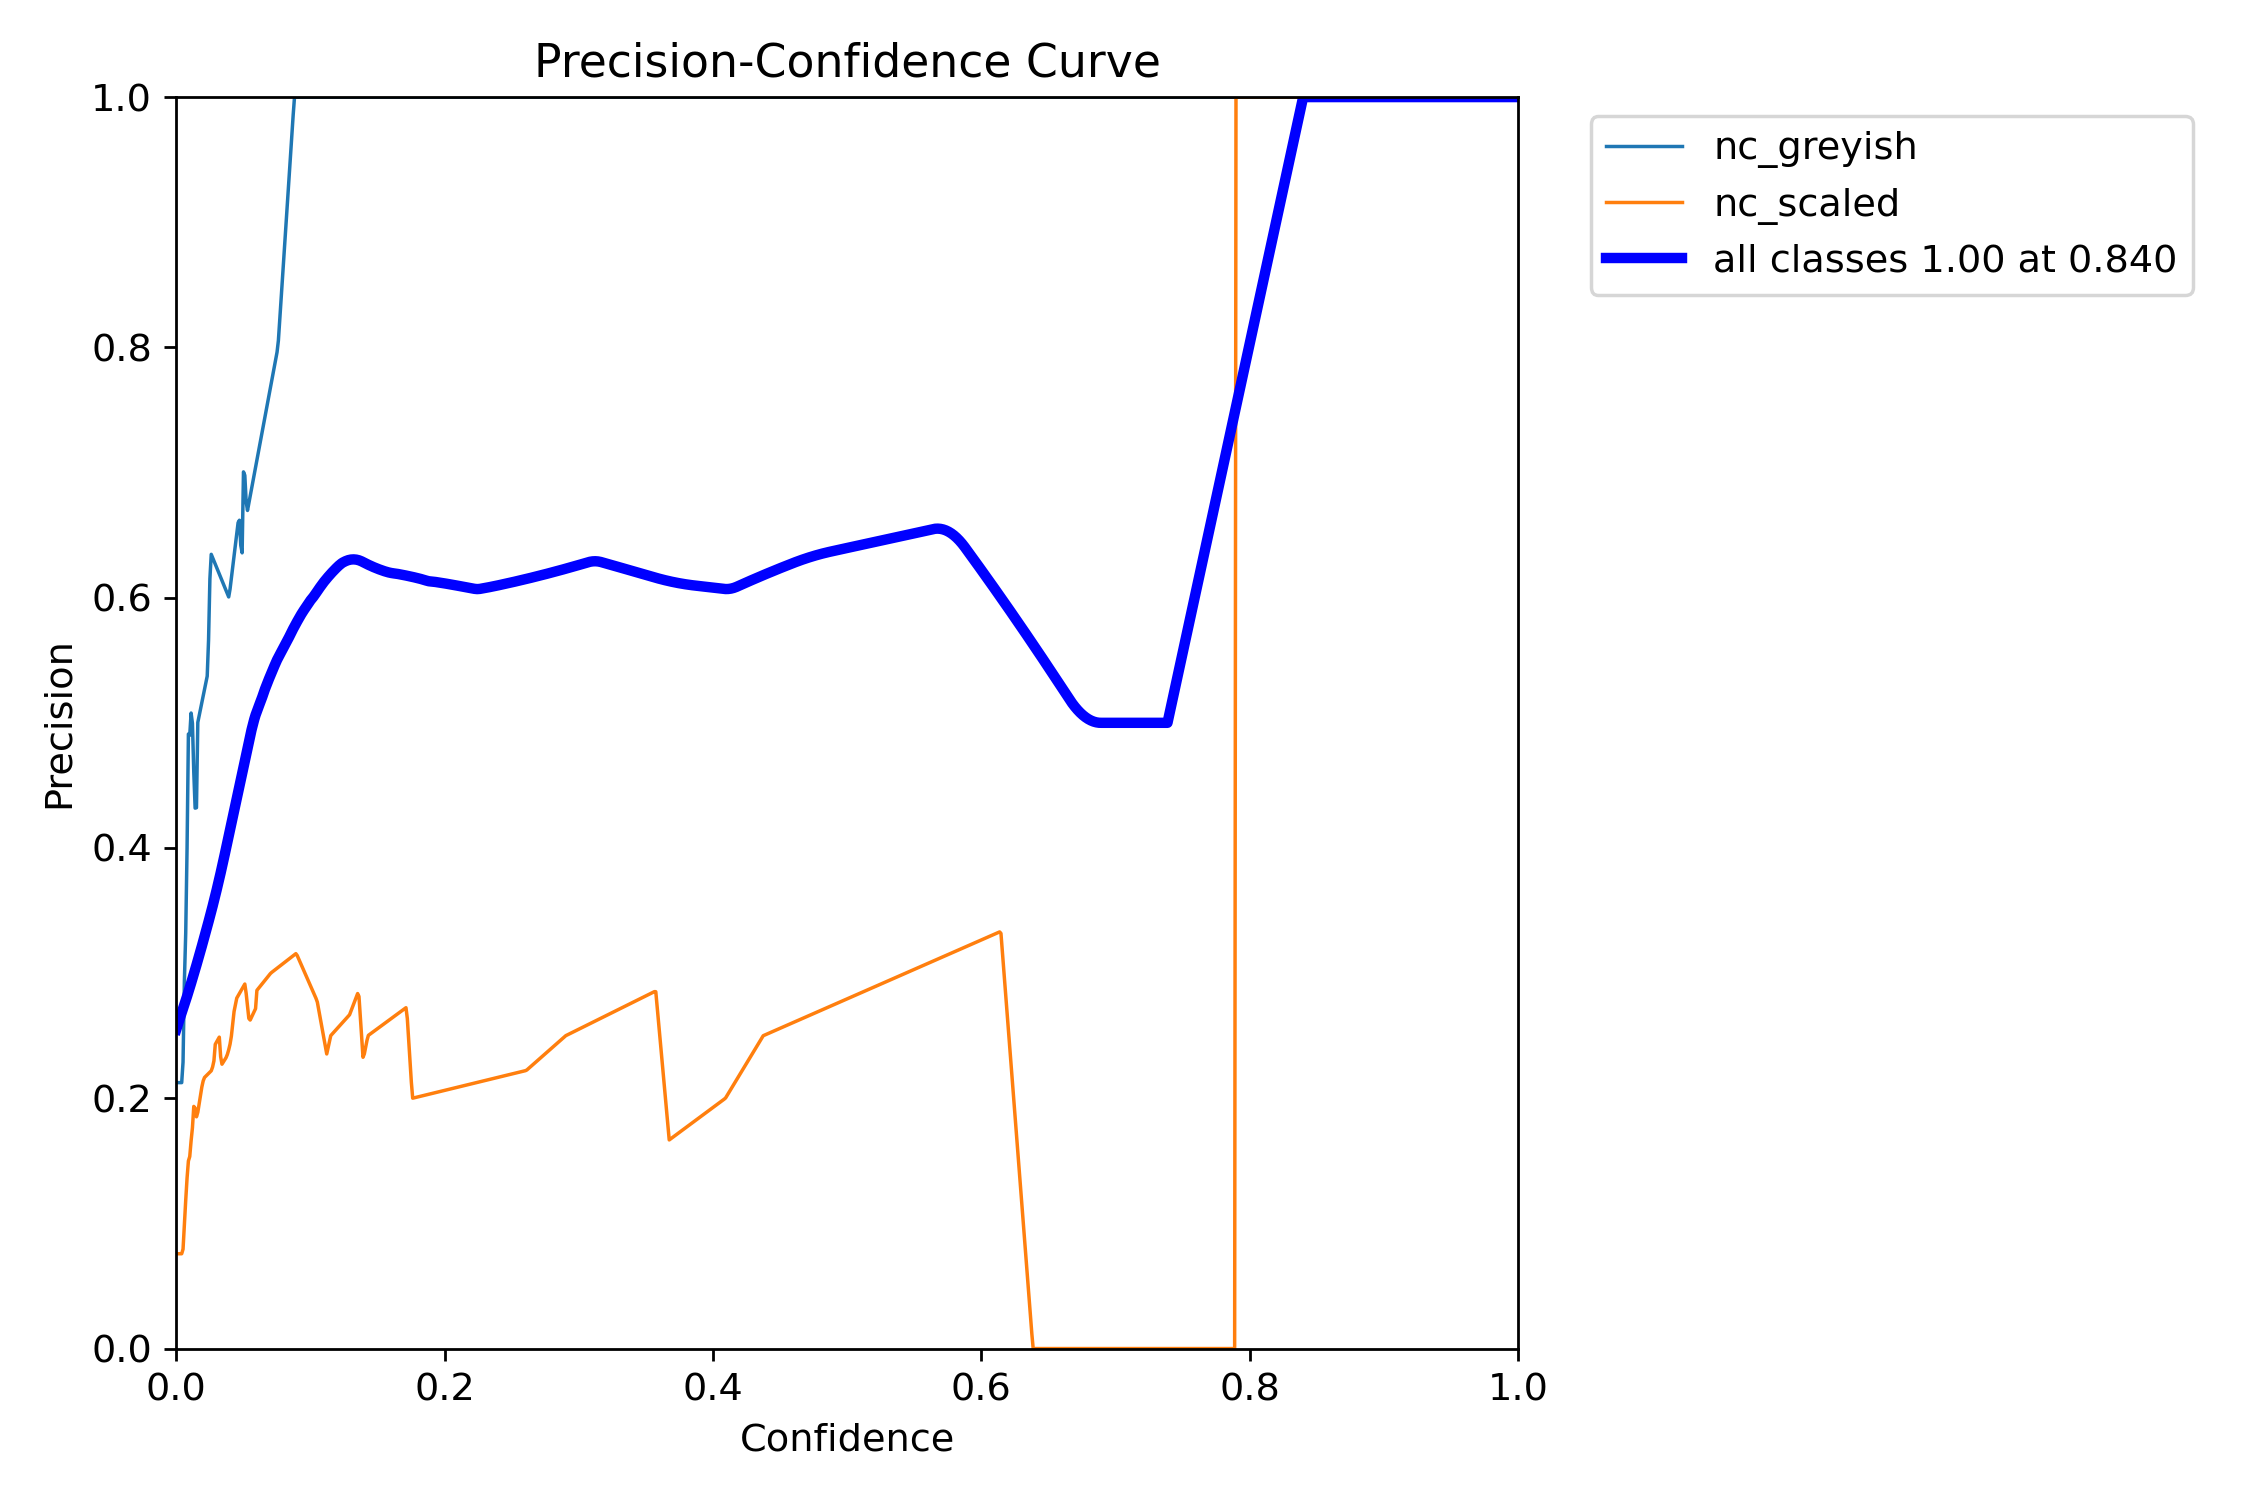 Precision-Confidence Curve
1.0
0.8
0.6
0.4
0.2
0.0
Precision
0.0 0.2 0.4 0.6 0.8 1.0
Confidence
nc_greyish
nc_scaled
all classes 1.00 at 0.840